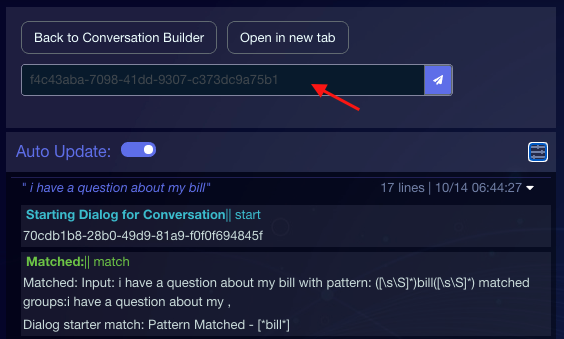 Back to Conversation Builder
Open in new tab
f4c43aba-7098-41dd-9307-c373dc9a75b1
Auto Update:
" i have a question about my bill"
17 lines | 10/14 06:44:27
Starting Dialog for Conversation|| start
70cdb1b8-28b0-49d9-81a9-f0f0f694845f
Matched:|| match
Matched: Input: i have a question about my bill with pattern: ([\s\S]*)bill([\s\S]*) matched
groups:i have a question about my ,
Dialog starter match: Pattern Matched - [*bill*]